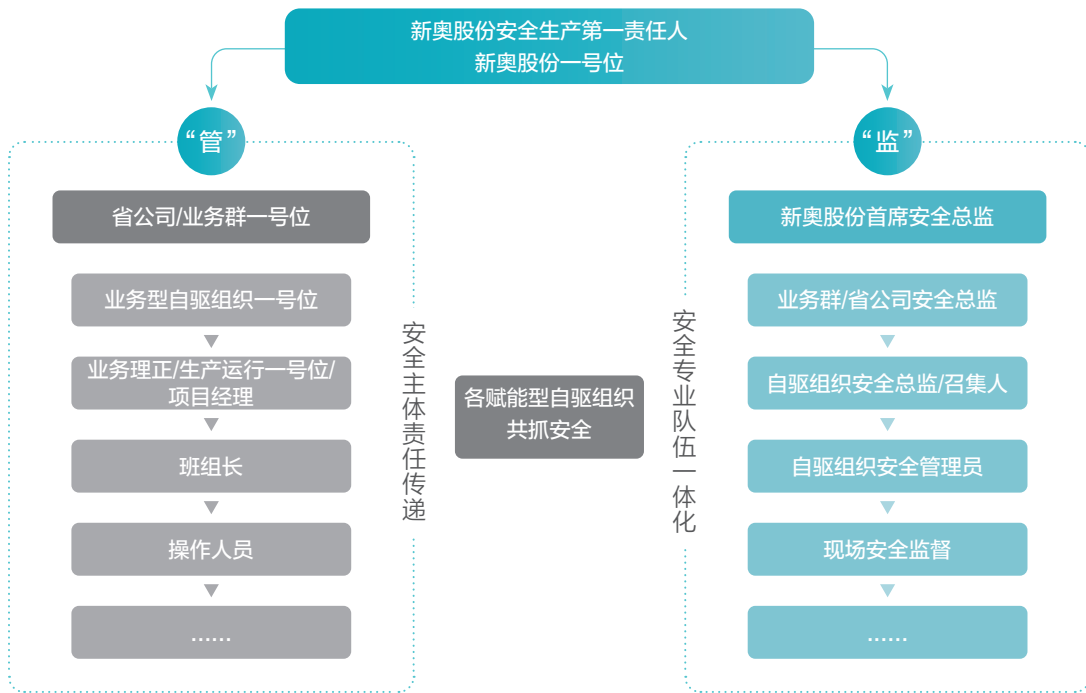 新奥股份安全生产第一责任人
新奥股份一号位
“管”
省公司/业务群一号位
业务型自驱组织一号位
业务理正/生产运行一号位/
项目经理
班组长
操作人员
……
安全主体责任传递
各赋能型自驱组织
共抓安全
安全专业队伍一体化
“监”
新奥股份首席安全总监
业务群/省公司安全总监
自驱组织安全总监/召集人
自驱组织安全管理员
现场安全监督
……